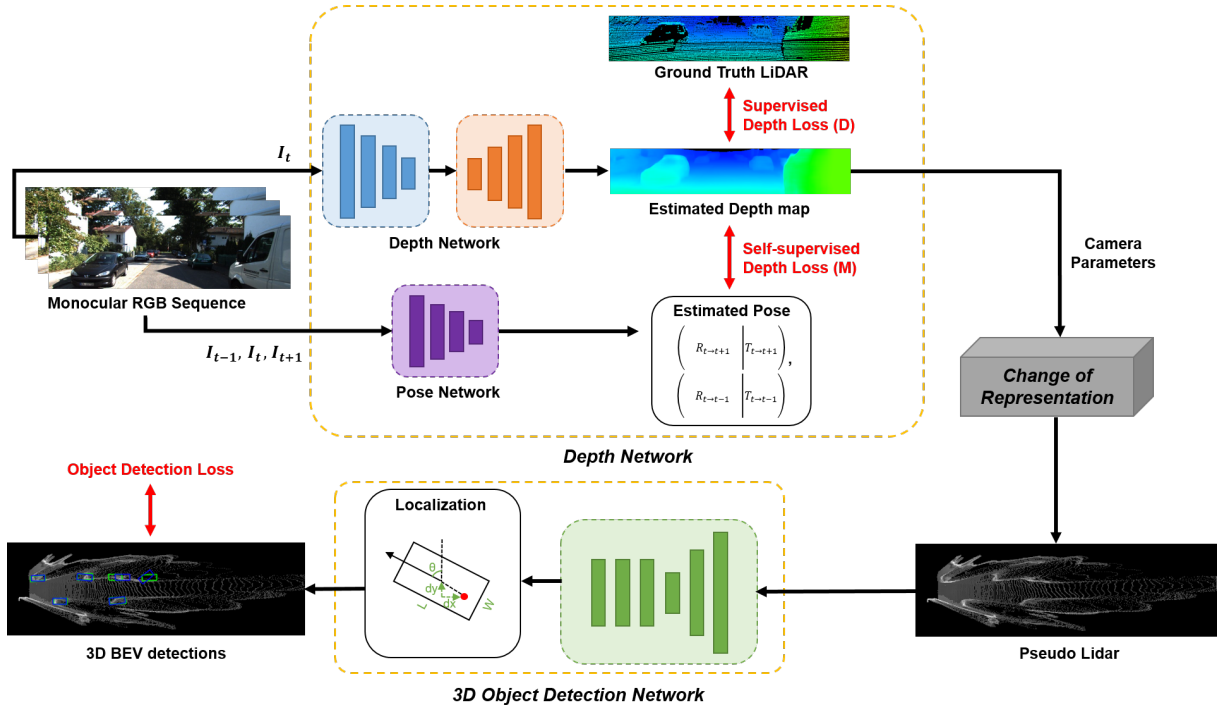 Ground Truth LiDAR
Supervised
Depth Loss (D)
I_t
Estimated Depth map
Depth Network
Self-supervised
Depth Loss (M)
Camera
Parameters
Monocular RGB Sequence
I_{t-1}, I_t, I_{t+1}
Pose Network
Estimated Pose
( R_{t→t+1} | T_{t→t+1} ),
( R_{t→t-1} | T_{t→t-1} )
Change of
Representation
Depth Network
Object Detection Loss
Localization
θ
dy
dx
L
W
3D BEV detections
Pseudo Lidar
3D Object Detection Network